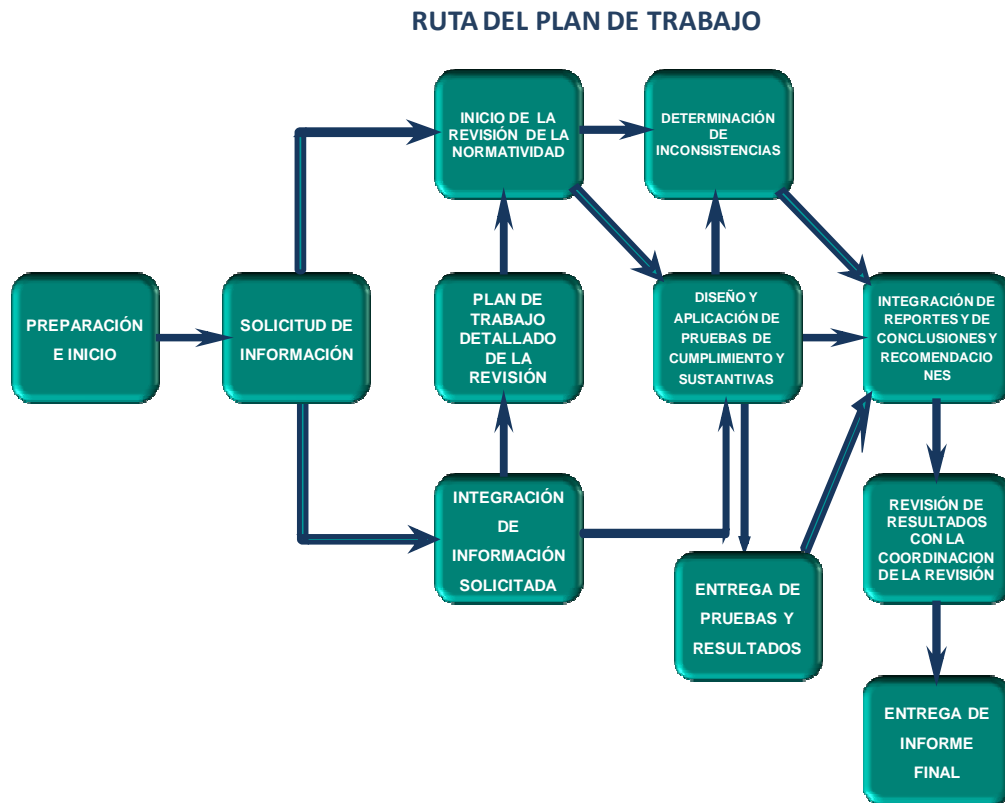 RUTA DEL PLAN DE TRABAJO
INICIO DE LA
REVISIÓN DE LA
NORMATIVIDAD
DETERMINACIÓN
DE
INCONSISTENCIAS
PREPARACIÓN
E INICIO
SOLICITUD DE
INFORMACIÓN
PLAN DE
TRABAJO
DETALLADO
DE LA
REVISIÓN
DISEÑO Y
APLICACIÓN DE
PRUEBAS DE
CUMPLIMIENTO Y
SUSTANTIVAS
INTEGRACIÓN DE
REPORTES Y DE
CONCLUSIONES Y
RECOMENDACIO
NES
INTEGRACIÓN
DE
INFORMACIÓN
SOLICITADA
REVISIÓN DE
RESULTADOS
CON LA
COORDINACION
DE LA REVISIÓN
ENTREGA DE
PRUEBAS Y
RESULTADOS
ENTREGA DE
INFORME
FINAL